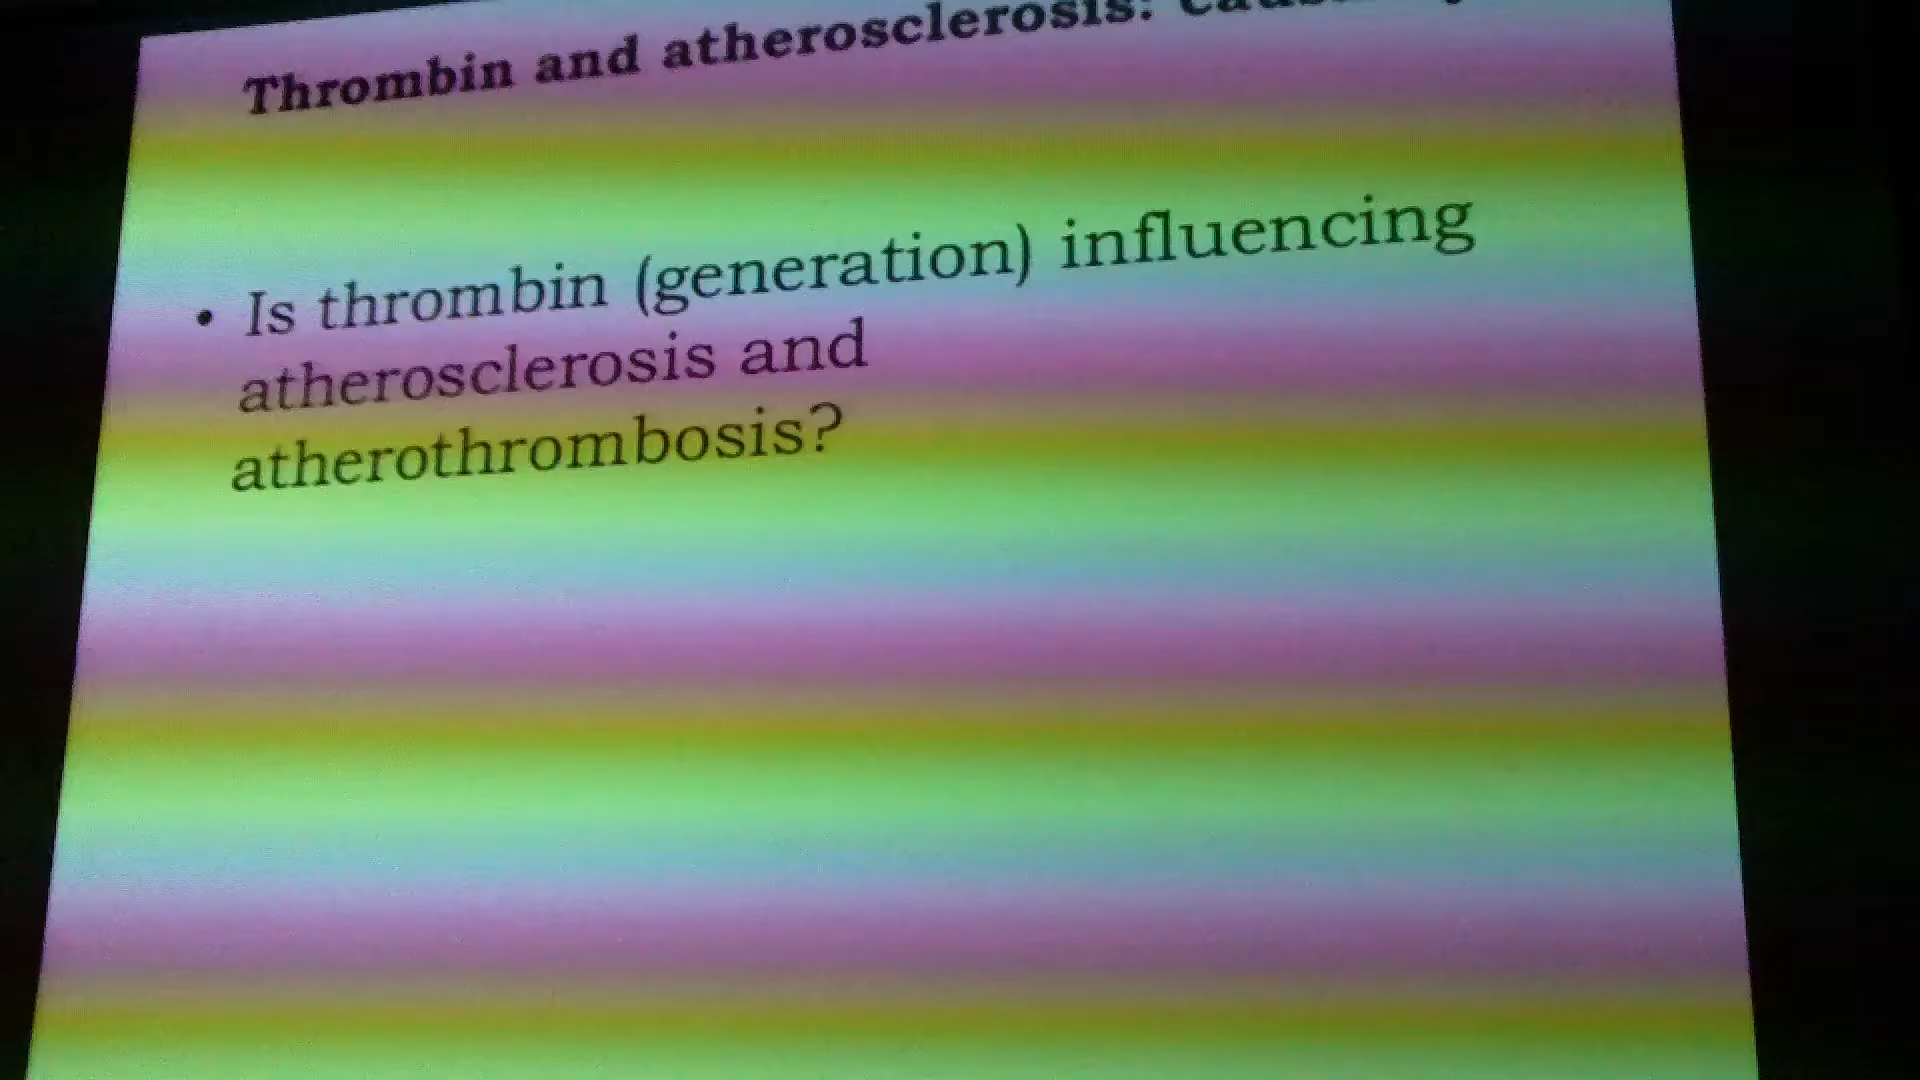 Thrombin and atherosclerosis:
• Is thrombin (generation) influencing
atherosclerosis and
atherothrombosis?